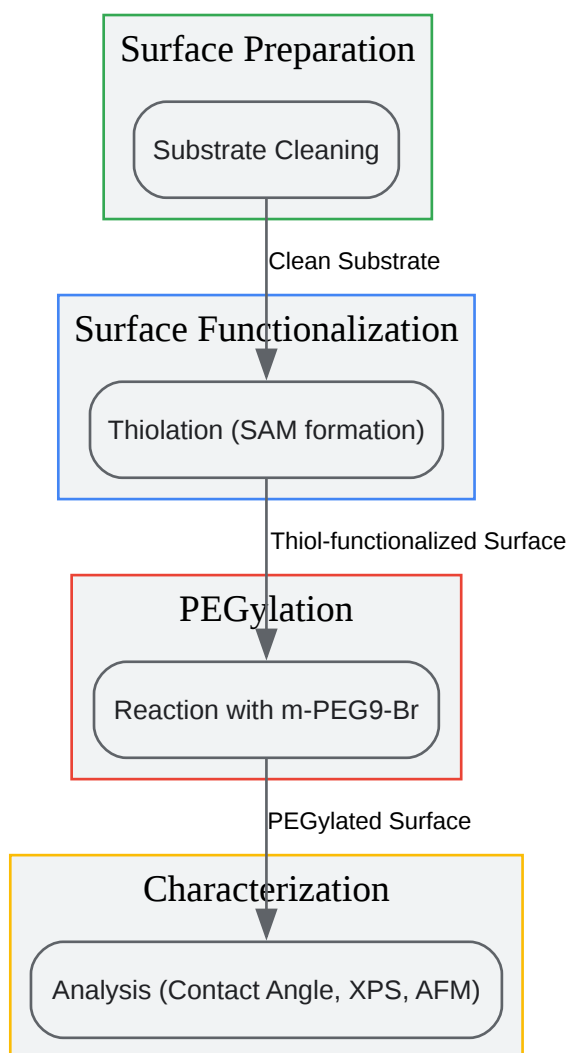 Surface Preparation
Substrate Cleaning
Clean Substrate
Surface Functionalization
Thiolation (SAM formation)
Thiol-functionalized Surface
PEGylation
Reaction with m-PEG9-Br
PEGylated Surface
Characterization
Analysis (Contact Angle, XPS, AFM)